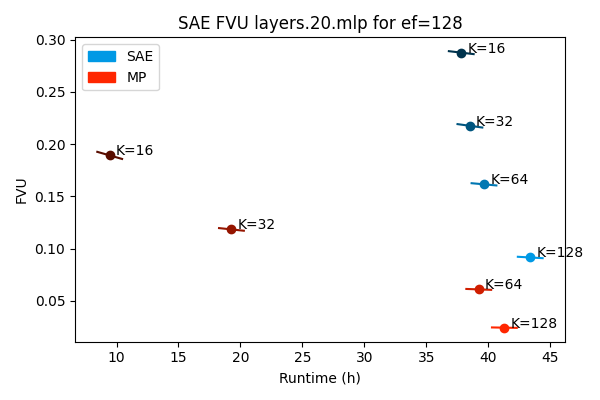 SAE FVU layers.20.mlp for ef=128
SAE
MP
K=16
K=32
K=64
K=128
K=16
K=32
K=64
K=128
0.30
0.25
0.20
0.15
0.10
0.05
FVU
10
15
20
25
30
35
40
45
Runtime (h)